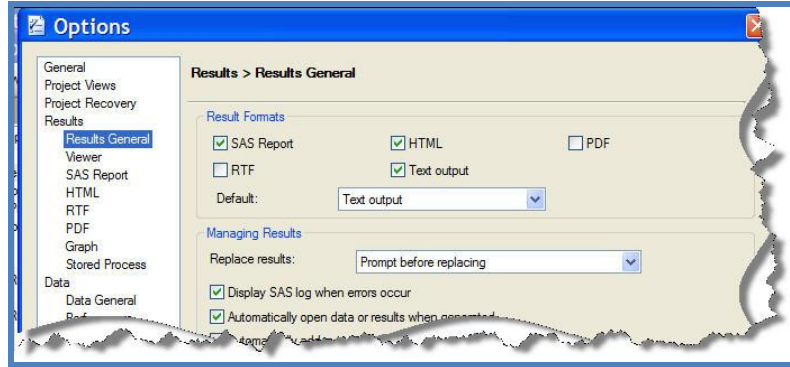 Options
General
Project Views
Project Recovery
Results
Results General
Viewer
SAS Report
HTML
RTF
PDF
Graph
Stored Process
Data
Data General
Results > Results General
Result Formats
SAS Report HTML PDF
RTF Text output
Default: Text output
Managing Results
Replace results: Prompt before replacing
Display SAS log when errors occur
Automatically open data or results when generated